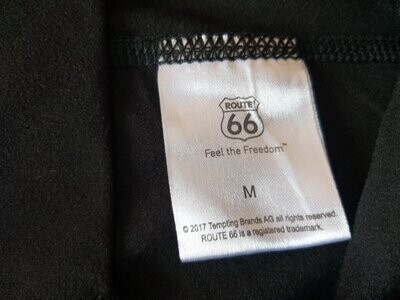 ROUTE
66
Feel the Freedom™
M
© 2017 Tempting Brands AG all rights reserved.
ROUTE 66 is a registered trademark.